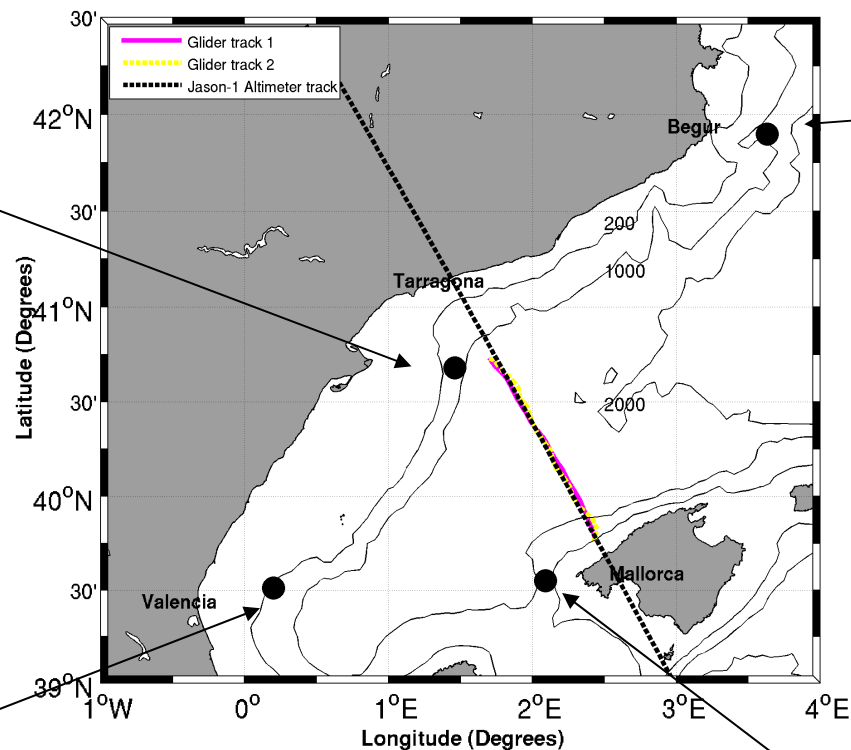 30'
Glider track 1
Glider track 2
Jason-1 Altimeter track
42°N
Begur
30'
200
1000
Tarragona
41°N
30'
2000
40°N
30'
Mallorca
Valencia
39°N
1°W
0°
1°E
2°E
3°E
4°E
Latitude (Degrees)
Longitude (Degrees)